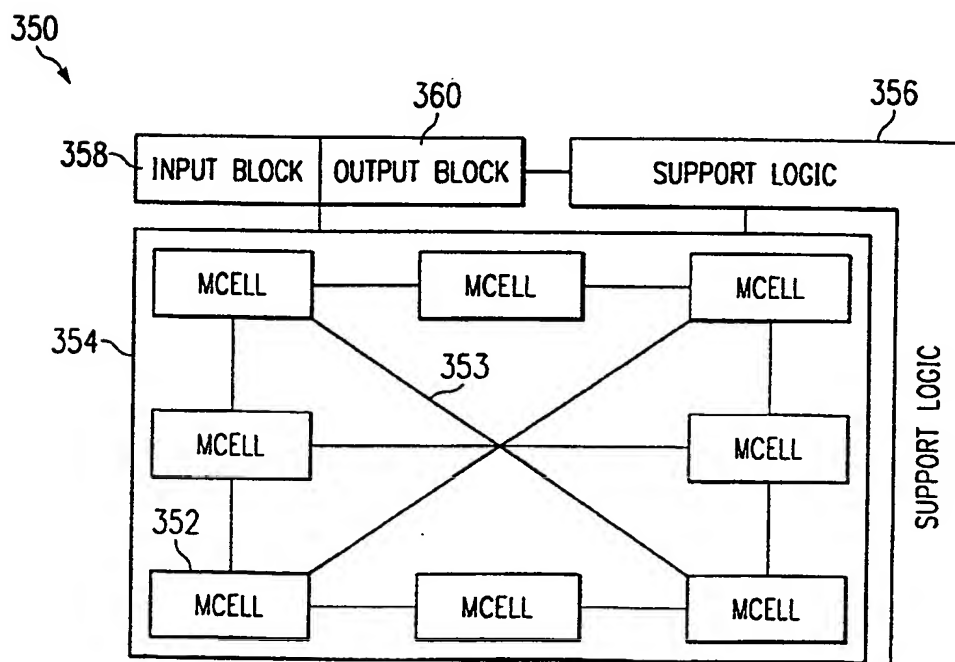 350
360
356
358
INPUT BLOCK
OUTPUT BLOCK
SUPPORT LOGIC
MCELL
MCELL
MCELL
354
353
MCELL
MCELL
SUPPORT LOGIC
352
MCELL
MCELL
MCELL